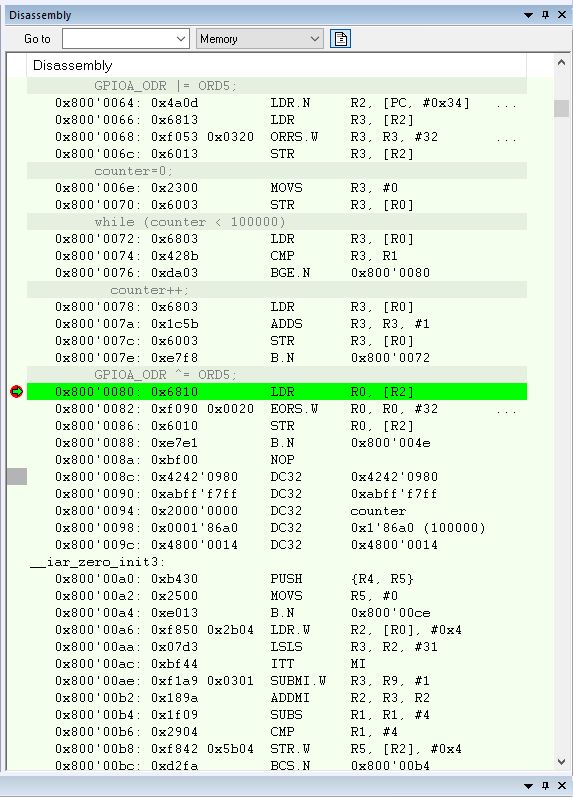 Disassembly
Go to Memory
Disassembly
GPIOA_ODR |= ORD5;
0x800'0064: 0x4a0d LDR.N R2, [PC, #0x34] ...
0x800'0066: 0x6813 LDR R3, [R2]
0x800'0068: 0xf053 0x0320 ORRS.W R3, R3, #32 ...
0x800'006c: 0x6013 STR R3, [R2]
counter=0;
0x800'006e: 0x2300 MOVS R3, #0
0x800'0070: 0x6003 STR R3, [R0]
while (counter < 100000)
0x800'0072: 0x6803 LDR R3, [R0]
0x800'0074: 0x428b CMP R3, R1
0x800'0076: 0xda03 BGE.N 0x800'0080
counter++;
0x800'0078: 0x6803 LDR R3, [R0]
0x800'007a: 0x1c5b ADDS R3, R3, #1
0x800'007c: 0x6003 STR R3, [R0]
0x800'007e: 0xe7f8 B.N 0x800'0072
GPIOA_ODR ^= ORD5;
0x800'0080: 0x6810 LDR R0, [R2]
0x800'0082: 0xf090 0x0020 EORS.W R0, R0, #32 ...
0x800'0086: 0x6010 STR R0, [R2]
0x800'0088: 0xe7e1 B.N 0x800'004e
0x800'008a: 0xbf00 NOP
0x800'008c: 0x4242'0980 DC32 0x4242'0980
0x800'0090: 0xabff'f7ff DC32 0xabff'f7ff
0x800'0094: 0x2000'0000 DC32 counter
0x800'0098: 0x0001'86a0 DC32 0x1'86a0 (100000)
0x800'009c: 0x4800'0014 DC32 0x4800'0014
__iar_zero_init3:
0x800'00a0: 0xb430 PUSH {R4, R5}
0x800'00a2: 0x2500 MOVS R5, #0
0x800'00a4: 0xe013 B.N 0x800'00ce
0x800'00a6: 0xf850 0x2b04 LDR.W R2, [R0], #0x4
0x800'00aa: 0x07d3 LSLS R3, R2, #31
0x800'00ac: 0xbf44 ITT MI
0x800'00ae: 0xf1a9 0x0301 SUBMI.W R3, R9, #1
0x800'00b2: 0x189a ADDMI R2, R3, R2
0x800'00b4: 0x1f09 SUBS R1, R1, #4
0x800'00b6: 0x2904 CMP R1, #4
0x800'00b8: 0xf842 0x5b04 STR.W R5, [R2], #0x4
0x800'00bc: 0xd2fa BCS.N 0x800'00b4